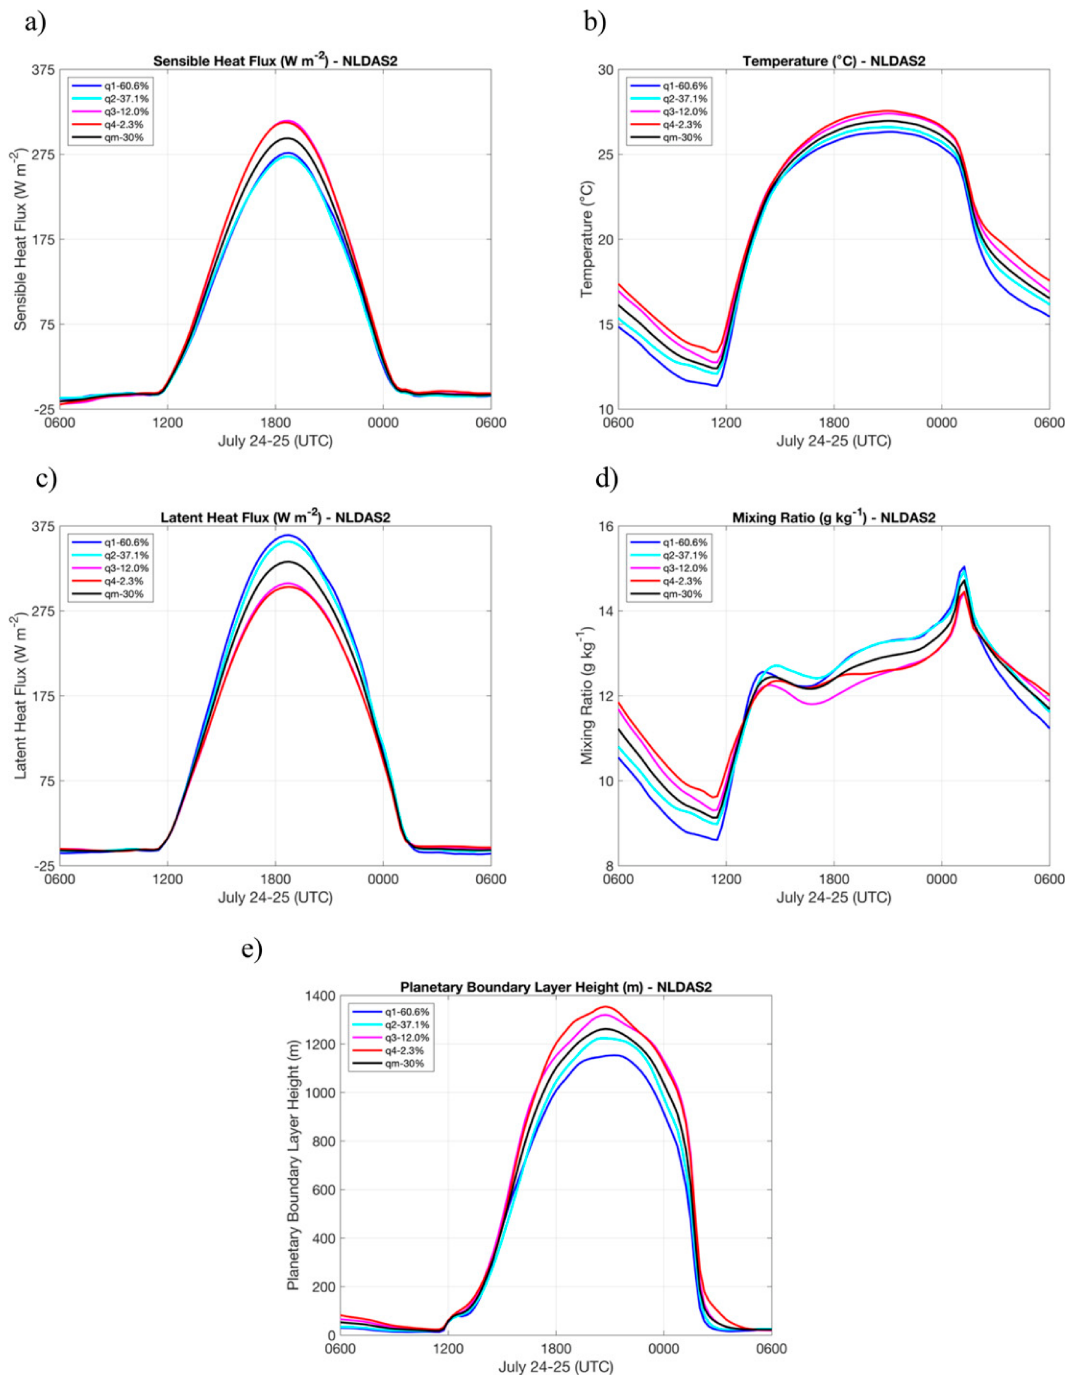 a)
Sensible Heat Flux (W m-2) - NLDAS2
375
275
175
75
-25
Sensible Heat Flux (W m-2)
q1-60.6%
q2-37.1%
q3-12.0%
q4-2.3%
qm-30%
0600 1200 1800 0000 0600
July 24-25 (UTC)
b)
Temperature (°C) - NLDAS2
30
25
20
15
10
Temperature (°C)
q1-60.6%
q2-37.1%
q3-12.0%
q4-2.3%
qm-30%
0600 1200 1800 0000 0600
July 24-25 (UTC)
c)
Latent Heat Flux (W m-2) - NLDAS2
375
275
175
75
-25
Latent Heat Flux (W m-2)
q1-60.6%
q2-37.1%
q3-12.0%
q4-2.3%
qm-30%
0600 1200 1800 0000 0600
July 24-25 (UTC)
d)
Mixing Ratio (g kg-1) - NLDAS2
16
14
12
10
8
Mixing Ratio (g kg-1)
q1-60.6%
q2-37.1%
q3-12.0%
q4-2.3%
qm-30%
0600 1200 1800 0000 0600
July 24-25 (UTC)
e)
Planetary Boundary Layer Height (m) - NLDAS2
1400
1200
1000
800
600
400
200
0
Planetary Boundary Layer Height (m)
q1-60.6%
q2-37.1%
q3-12.0%
q4-2.3%
qm-30%
0600 1200 1800 0000 0600
July 24-25 (UTC)